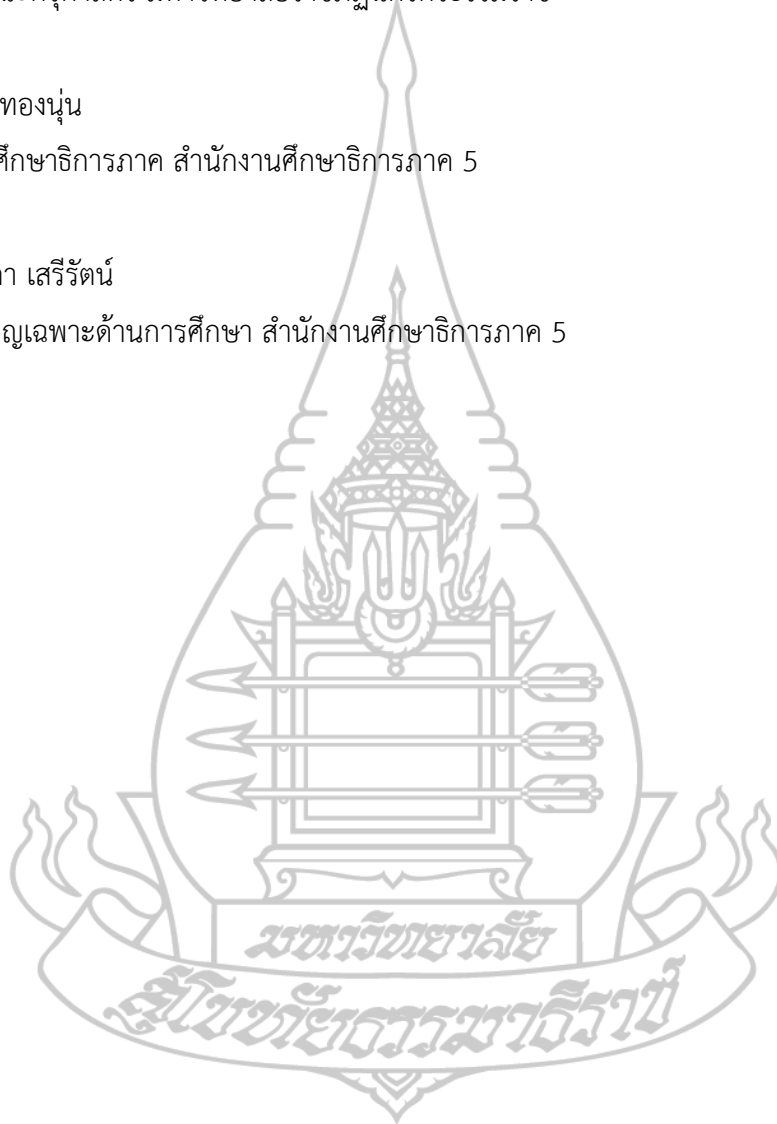 ทองนุ่น
ศึกษาธิการภาค สำนักงานศึกษาธิการภาค 5
เสรีรัตน์
ญเฉพาะด้านการศึกษา สำนักงานศึกษาธิการภาค 5
มหาวิทยาลัย
สุโขทัยธรรมาธิราช